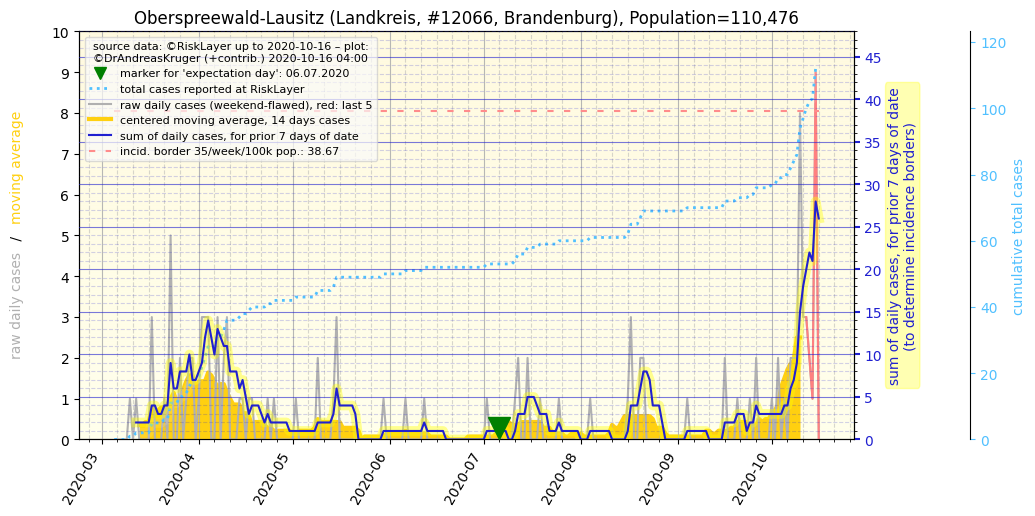 Oberspreewald-Lausitz (Landkreis, #12066, Brandenburg), Population=110,476
source data: ©RiskLayer up to 2020-10-16 – plot:
©DrAndreasKruger (+contrib.) 2020-10-16 04:00
marker for 'expectation day': 06.07.2020
total cases reported at RiskLayer
raw daily cases (weekend-flawed), red: last 5
centered moving average, 14 days cases
sum of daily cases, for prior 7 days of date
incid. border 35/week/100k pop.: 38.67
raw daily cases / moving average
10
9
8
7
6
5
4
3
2
1
0
2020-03
2020-04
2020-05
2020-06
2020-07
2020-08
2020-09
2020-10
45
40
35
30
25
20
15
10
5
0
sum of daily cases, for prior 7 days of date
(to determine incidence borders)
120
100
80
60
40
20
0
cumulative total cases